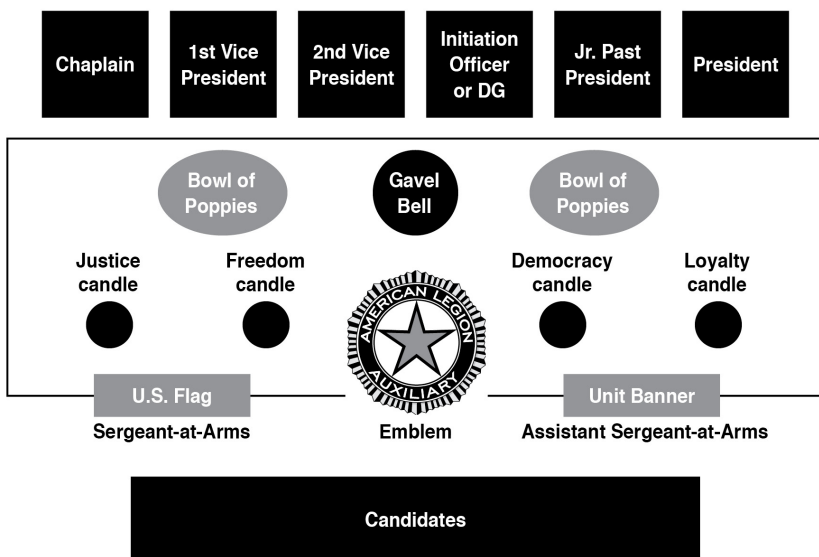 Chaplain
1st Vice
President
2nd Vice
President
Initiation
Officer
or DG
Jr. Past
President
President
Bowl of
Poppies
Gavel
Bell
Bowl of
Poppies
Justice
candle
Freedom
candle
Democracy
candle
Loyalty
candle
AMERICAN LEGION
AUXILIARY
U.S. Flag
Unit Banner
Sergeant-at-Arms
Emblem
Assistant Sergeant-at-Arms
Candidates